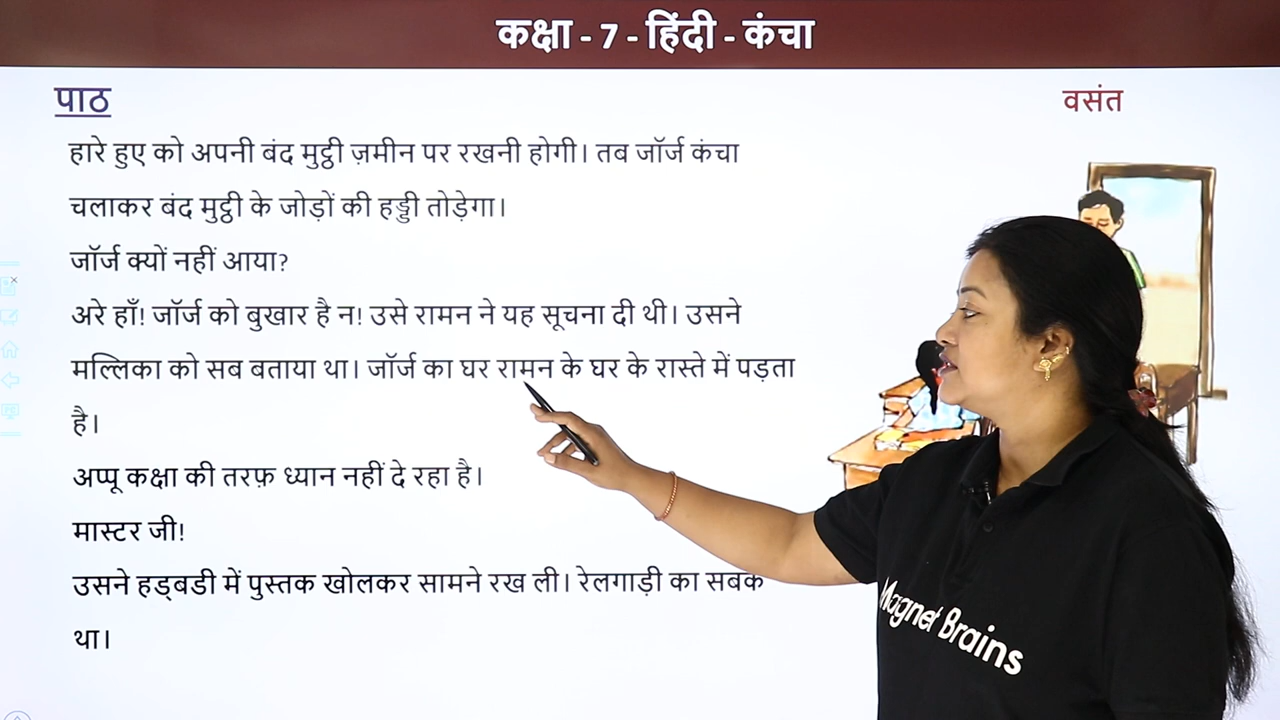 कक्षा - 7 - हिंदी - कंचा
पाठ
वसंत
हारे हुए को अपनी बंद मुट्ठी ज़मीन पर रखनी होगी। तब जॉर्ज कंचा
चलाकर बंद मुट्ठी के जोड़ों की हड्डी तोड़ेगा।
जॉर्ज क्यों नहीं आया?
अरे हाँ! जॉर्ज को बुखार है न! उसे रामन ने यह सूचना दी थी। उसने
मल्लिका को सब बताया था। जॉर्ज का घर रामन के घर के रास्ते में पड़ता
है।
अप्पू कक्षा की तरफ़ ध्यान नहीं दे रहा है।
मास्टर जी!
उसने हड्बडी में पुस्तक खोलकर सामने रख ली। रेलगाड़ी का सबक
था।
Magnet Brains